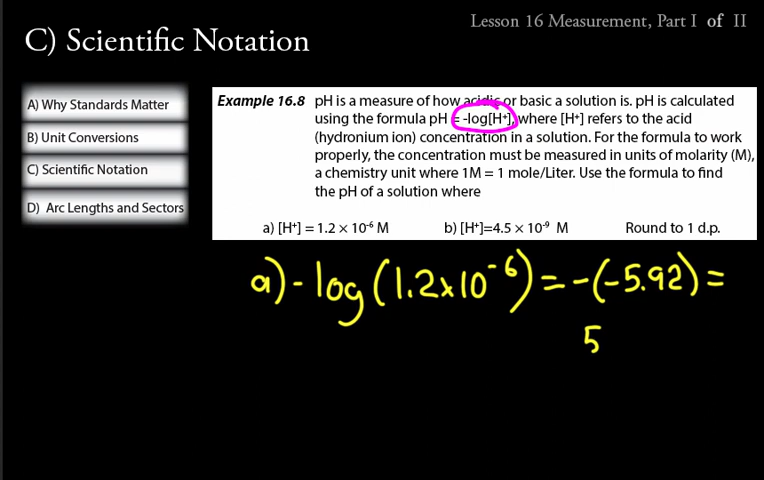 Lesson 16 Measurement, Part I of II
C) Scientific Notation
A) Why Standards Matter
B) Unit Conversions
C) Scientific Notation
D) Arc Lengths and Sectors
Example 16.8 pH is a measure of how acidic or basic a solution is. pH is calculated
using the formula pH = -log[H⁺], where [H⁺] refers to the acid
(hydronium ion) concentration in a solution. For the formula to work
properly, the concentration must be measured in units of molarity (M),
a chemistry unit where 1M = 1 mole/Liter. Use the formula to find
the pH of a solution where
a) [H⁺] = 1.2 × 10⁻⁶ M b) [H⁺]=4.5 × 10⁻⁹ M Round to 1 d.p.
a) - log (1.2x10⁻⁶) = -(-5.92) =
5